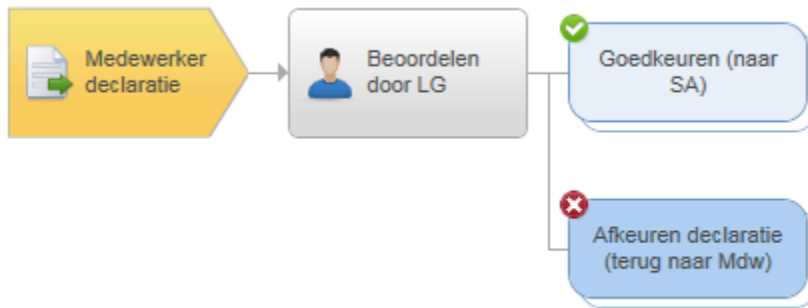 Medewerker
declaratie
Beoordelen
door LG
Goedkeuren (naar
SA)
Afkeuren declaratie
(terug naar Mdw)